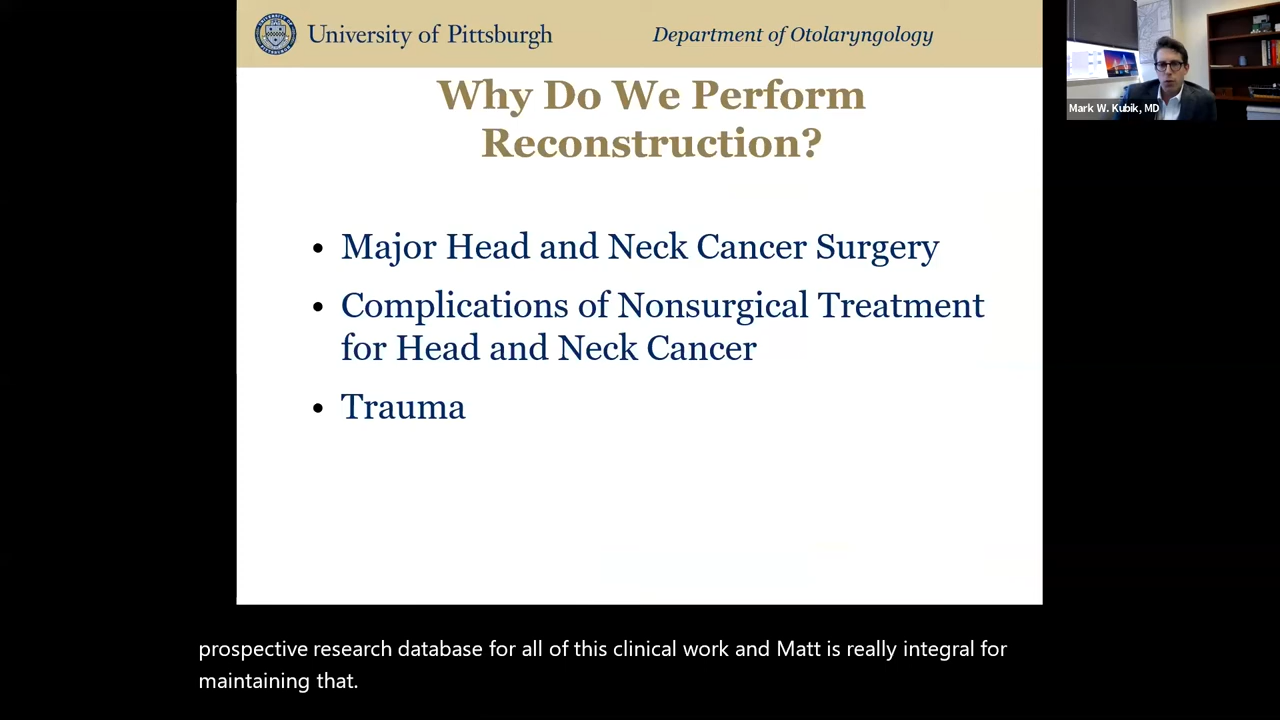 University of Pittsburgh
Department of Otolaryngology
Why Do We Perform
Reconstruction?
• Major Head and Neck Cancer Surgery
• Complications of Nonsurgical Treatment
for Head and Neck Cancer
• Trauma
Mark W. Kubik, MD
prospective research database for all of this clinical work and Matt is really integral for
maintaining that.